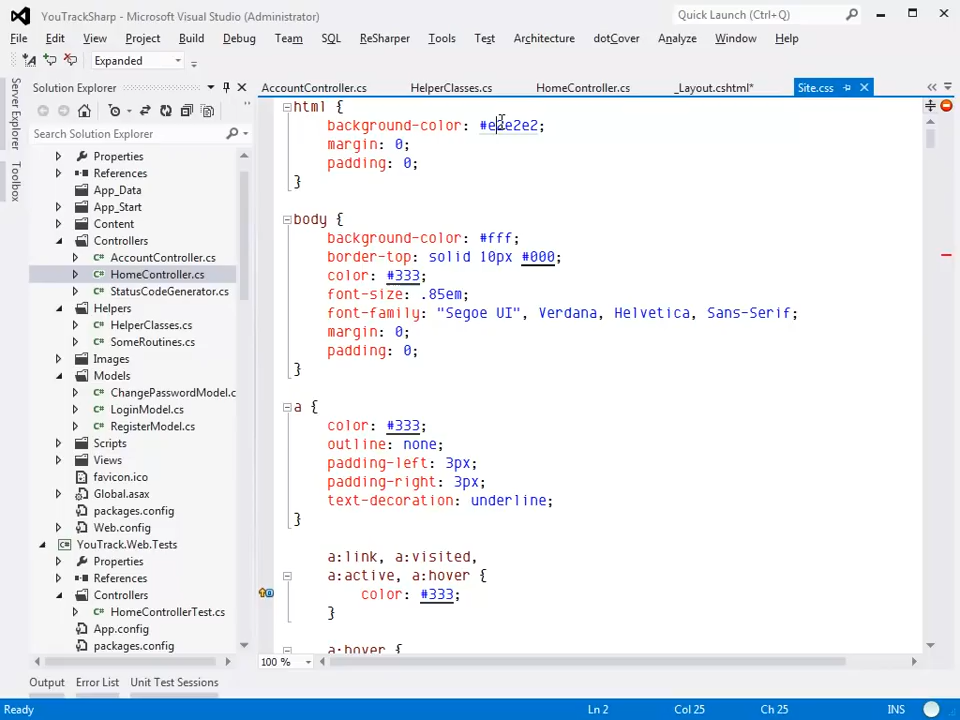 YouTrackSharp - Microsoft Visual Studio (Administrator)
Quick Launch (Ctrl+Q)
File Edit View Project Build Debug Team SQL ReSharper Tools Test Architecture dotCover Analyze Window Help
Expanded
Server Explorer
Toolbox
Solution Explorer
Search Solution Explorer
Properties
References
App_Data
App_Start
Content
Controllers
AccountController.cs
HomeController.cs
StatusCodeGenerator.cs
Helpers
HelperClasses.cs
SomeRoutines.cs
Images
Models
ChangePasswordModel.c
LoginModel.cs
RegisterModel.cs
Scripts
Views
favicon.ico
Global.asax
packages.config
Web.config
YouTrack.Web.Tests
Properties
References
Controllers
HomeControllerTest.cs
App.config
packages.config
AccountController.cs HelperClasses.cs HomeController.cs _Layout.cshtml* Site.css
html {
background-color: #e2e2e2;
margin: 0;
padding: 0;
}
body {
background-color: #fff;
border-top: solid 10px #000;
color: #333;
font-size: .85em;
font-family: "Segoe UI", Verdana, Helvetica, Sans-Serif;
margin: 0;
padding: 0;
}
a {
color: #333;
outline: none;
padding-left: 3px;
padding-right: 3px;
text-decoration: underline;
}
a:link, a:visited,
a:active, a:hover {
color: #333;
}
a:hover {
100 %
Output Error List Unit Test Sessions
Ready Ln 2 Col 25 Ch 25 INS